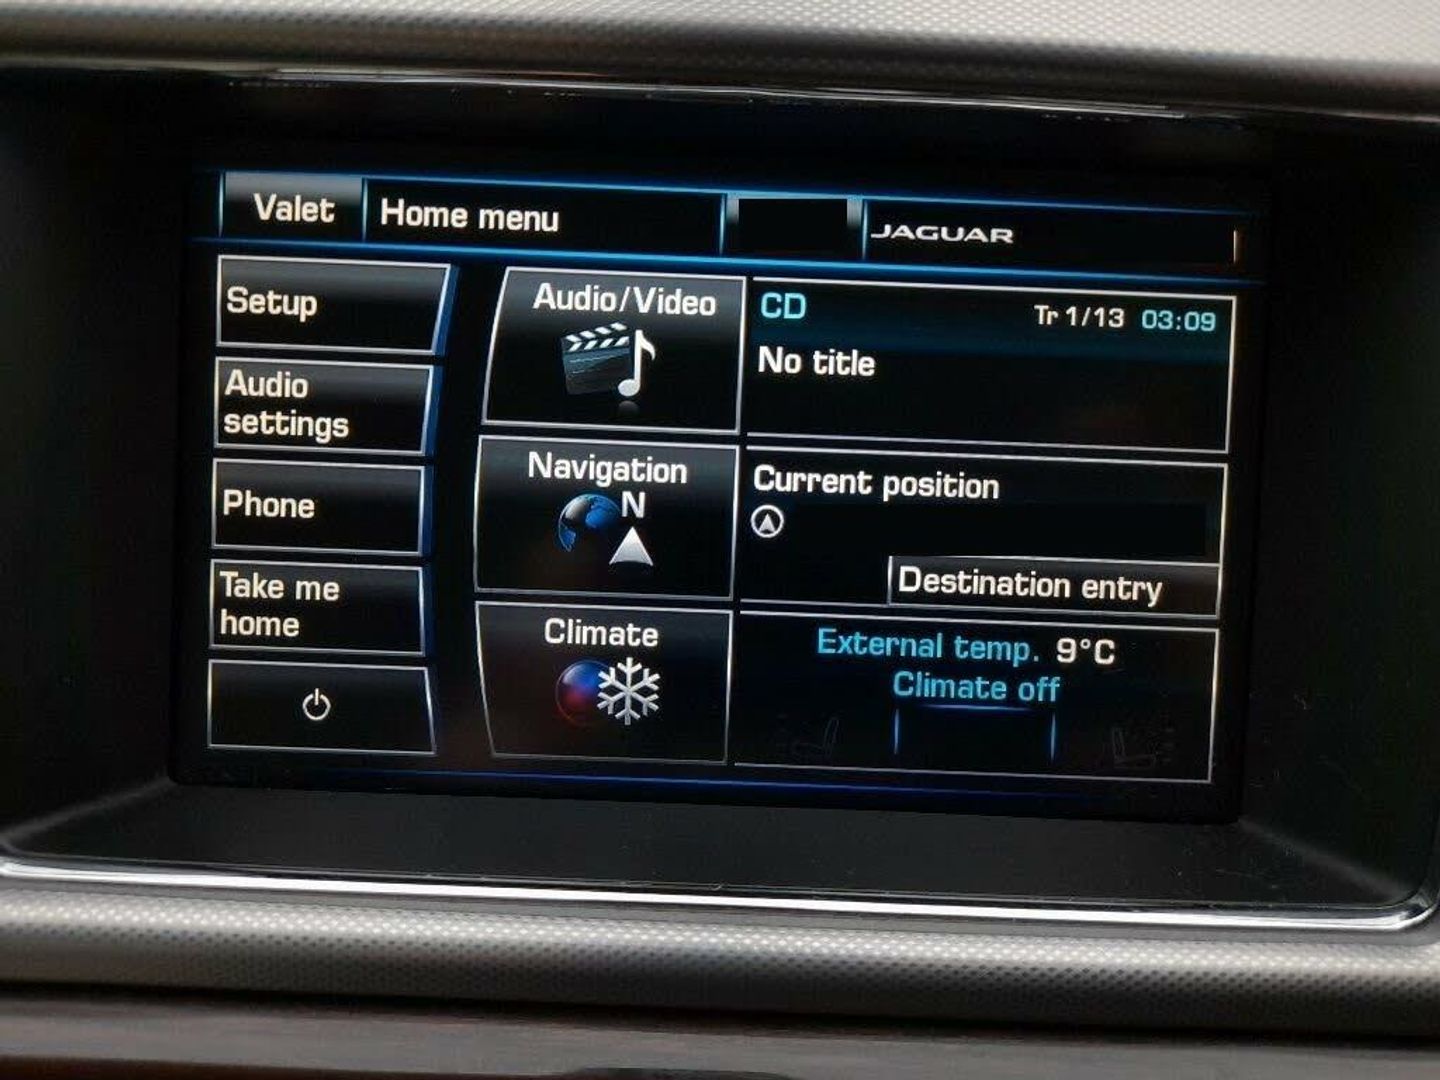 Valet
Home menu
JAGUAR
Setup
Audio
settings
Phone
Take me
home
Audio/Video
CD
Tr 1/13 03:09
No title
Navigation
N
Current position
Destination entry
Climate
External temp. 9°C
Climate off